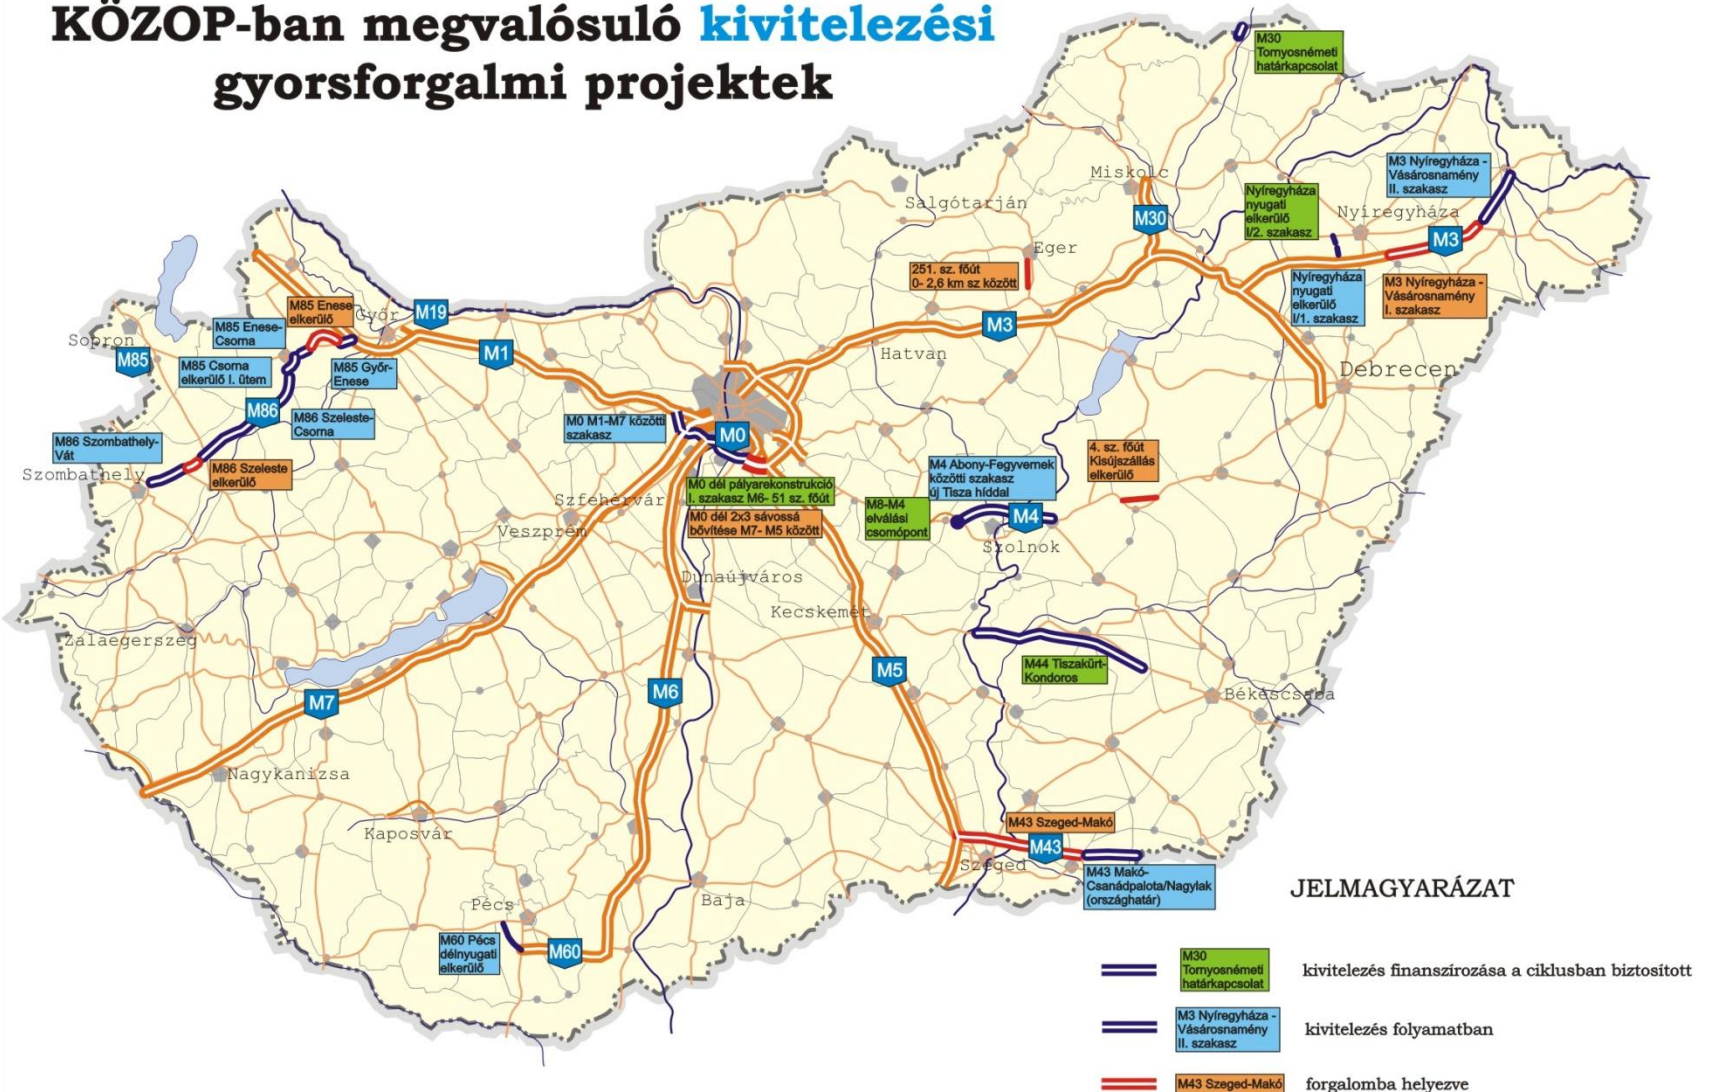 KÖZOP-ban megvalósuló kivitelezési
gyorsforgalmi projektek
M30
Tornyosnémeti
határkapcsolat
Miskolc
M3 Nyíregyháza -
Vásárosnamény
II. szakasz
Salgótarján
M30
Nyíregyháza
nyugati
elkerülő
I/2. szakasz
Nyíregyháza
M3
Eger
251. sz. főút
0- 2,6 km sz között
Nyíregyháza
nyugati
elkerülő
I/1. szakasz
M3 Nyíregyháza -
Vásárosnamény
I. szakasz
M85 Enese
elkerülő
Győr
M19
M85 Enese-
Csorna
Sopron
M85
M85 Csorna
elkerülő I. ütem
M85 Győr-
Enese
M1
M3
Hatvan
Debrecen
M86
M86 Szeleste-
Csorna
M0 M1-M7 közötti
szakasz
M0
M86 Szombathely-
Vát
Szombathely
M86 Szeleste
elkerülő
4. sz. főút
Kisújszállás
elkerülő
M4 Abony-Fegyvernek
közötti szakasz
új Tisza híddal
M0 dél pályarekonstrukció
I. szakasz M6- 51 sz. főút
Szfehérvár
M8-M4
elválási
csomópont
M4
M0 dél 2x3 sávossá
bővítése M7- M5 között
Veszprém
Szolnok
Dunaújváros
Kecskemét
Zalaegerszeg
M44 Tiszakürt-
Kondoros
M5
M6
Békéscsaba
M7
Nagykanizsa
Kaposvár
M43 Szeged-Makó
M43
Szeged
M43 Makó-
Csanádpalota/Nagylak
(országhatár)
Pécs
Baja
M60 Pécs
délnyugati
elkerülő
M60
JELMAGYARÁZAT
M30
Tornyosnémeti
határkapcsolat
kivitelezés finanszírozása a ciklusban biztosított
M3 Nyíregyháza -
Vásárosnamény
II. szakasz
kivitelezés folyamatban
M43 Szeged-Makó
forgalomba helyezve